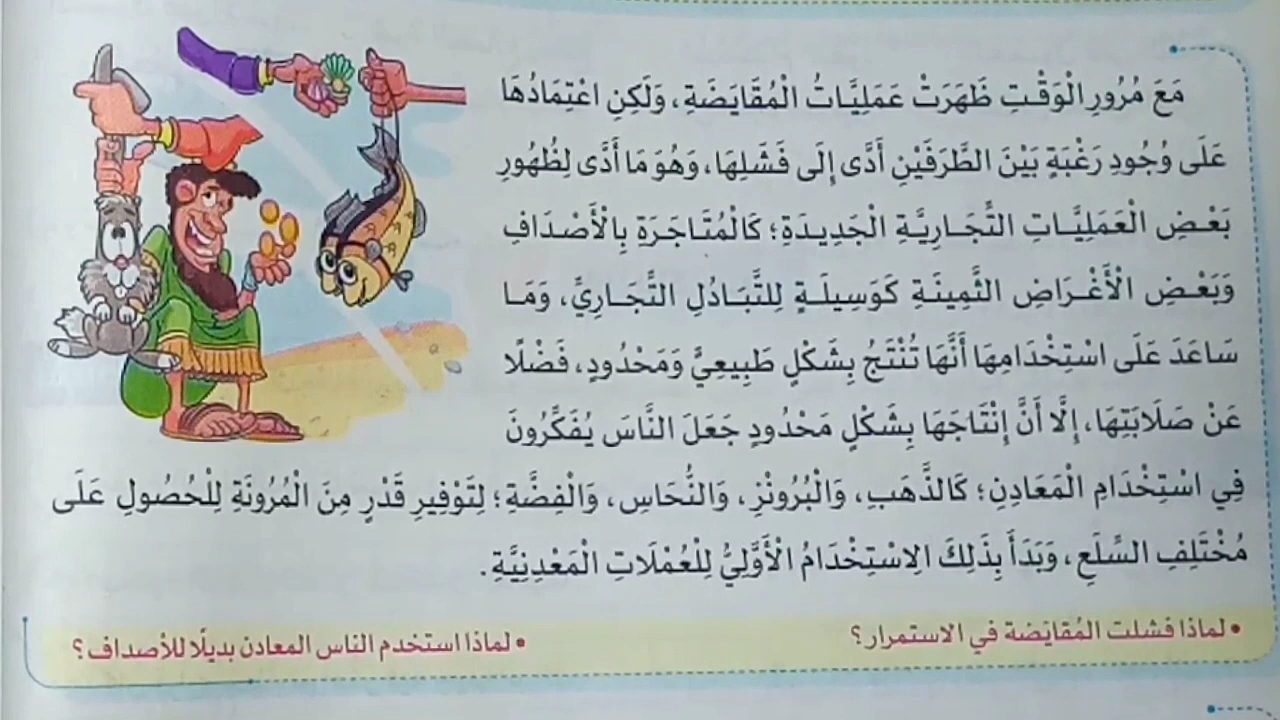 مَعَ مُرُورِ الْوَقْتِ ظَهَرَتْ عَمَلِيَّاتُ الْمُقَايَضَةِ، وَلَكِنِ اعْتِمَادُهَا
عَلَى وُجُودِ رَغْبَةٍ بَيْنَ الطَّرَفَيْنِ أَدَّى إِلَى فَشَلِهَا، وَهُوَ مَا أَدَّى لِظُهُورِ
بَعْضِ الْعَمَلِيَّاتِ التِّجَارِيَّةِ الْجَدِيدَةِ؛ كَالْمُتَاجَرَةِ بِالْأَصْدَافِ
وَبَعْضِ الْأَغْرَاضِ الثَّمِينَةِ كَوَسِيلَةٍ لِلتَّبَادُلِ التِّجَارِيِّ، وَمَا
سَاعَدَ عَلَى اسْتِخْدَامِهَا أَنَّهَا تُنْتَجُ بِشَكْلٍ طَبِيعِيٍّ وَمَحْدُودٍ، فَضْلًا
عَنْ صَلَابَتِهَا، إِلَّا أَنَّ إِنْتَاجَهَا بِشَكْلٍ مَحْدُودٍ جَعَلَ النَّاسَ يُفَكِّرُونَ
فِي اسْتِخْدَامِ الْمَعَادِنِ؛ كَالذَّهَبِ، وَالْبُرُونْزِ، وَالنُّحَاسِ، وَالْفِضَّةِ؛ لِتَوْفِيرِ قَدْرٍ مِنَ الْمُرُونَةِ لِلْحُصُولِ عَلَى
مُخْتَلِفِ السِّلَعِ، وَبَدَأَ بِذَلِكَ الِاسْتِخْدَامُ الْأَوَّلِيُّ لِلْعُمْلَاتِ الْمَعْدِنِيَّةِ.
• لماذا فشلت المُقايَضة في الاستمرار؟
• لماذا استخدم الناس المعادن بديلًا للأصداف؟